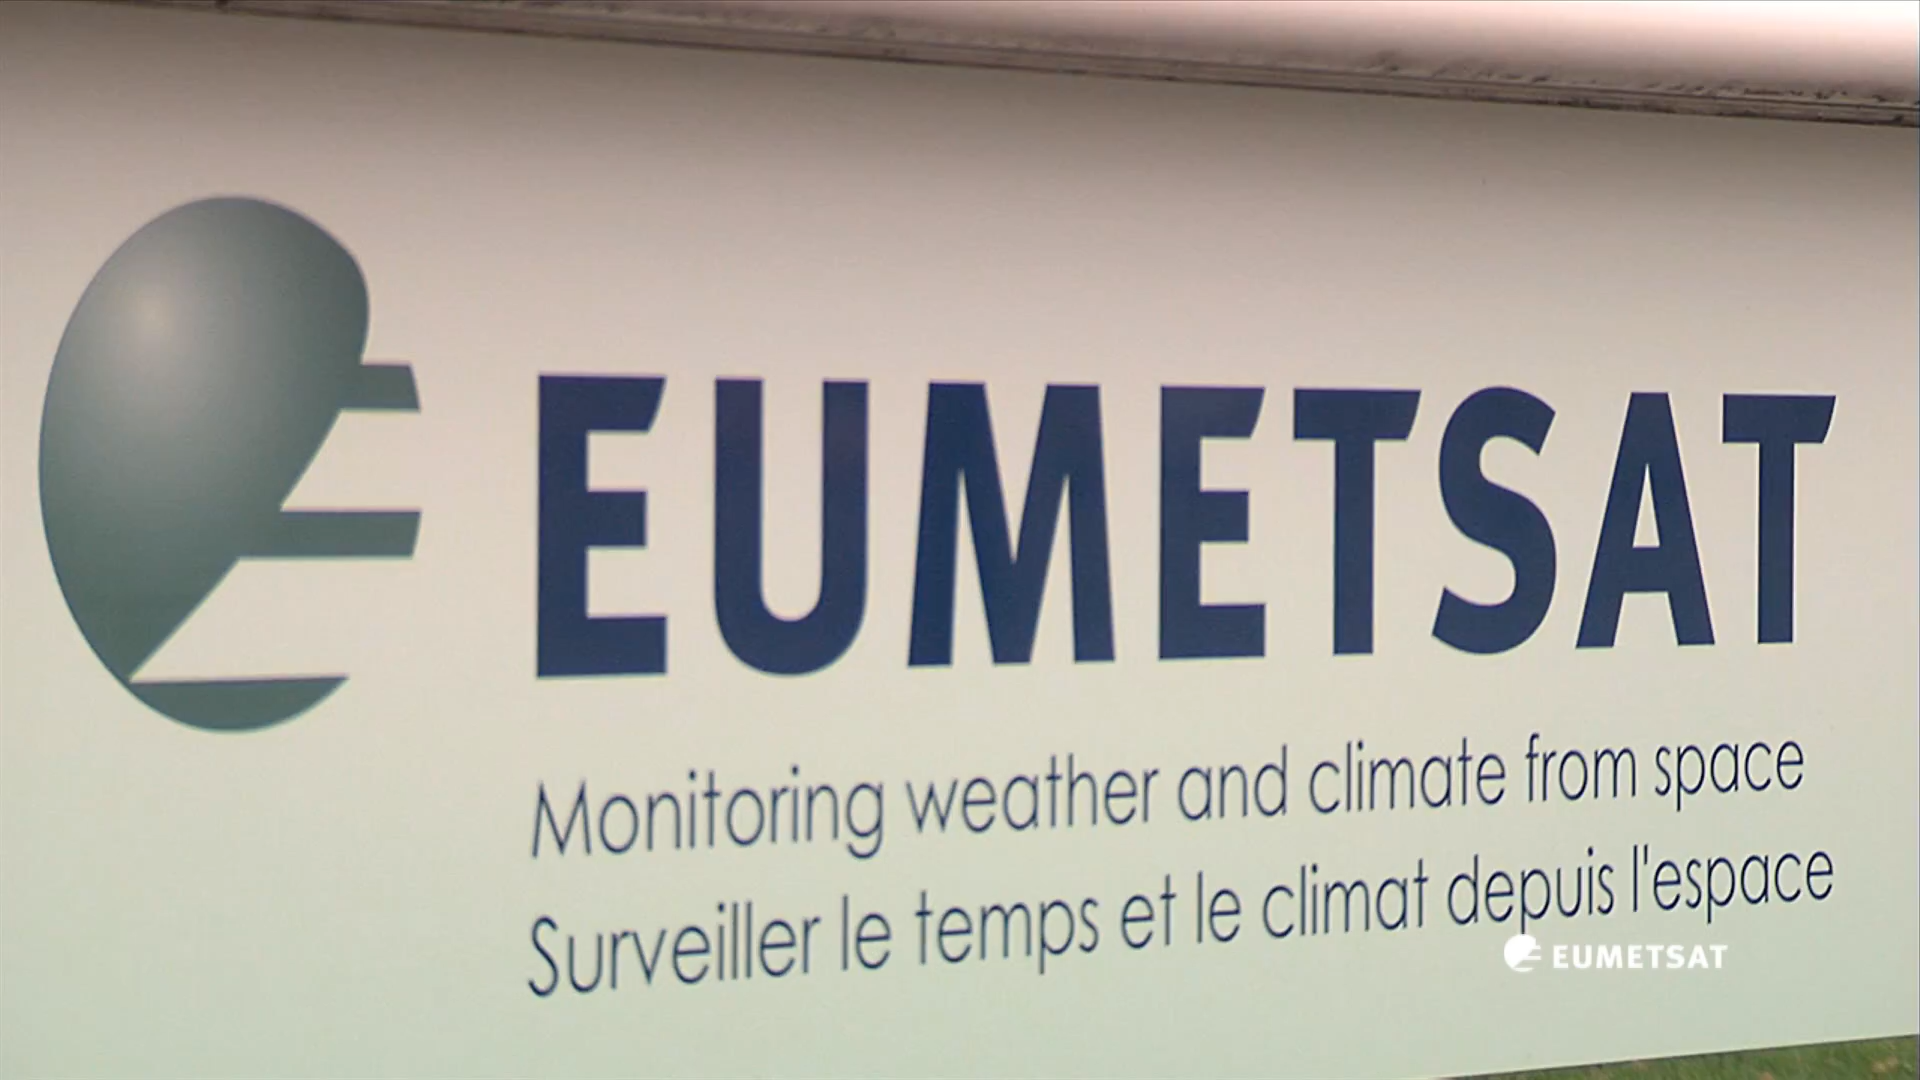 EUMETSAT
Monitoring weather and climate from space
Surveiller le temps et le climat depuis l'espace
EUMETSAT